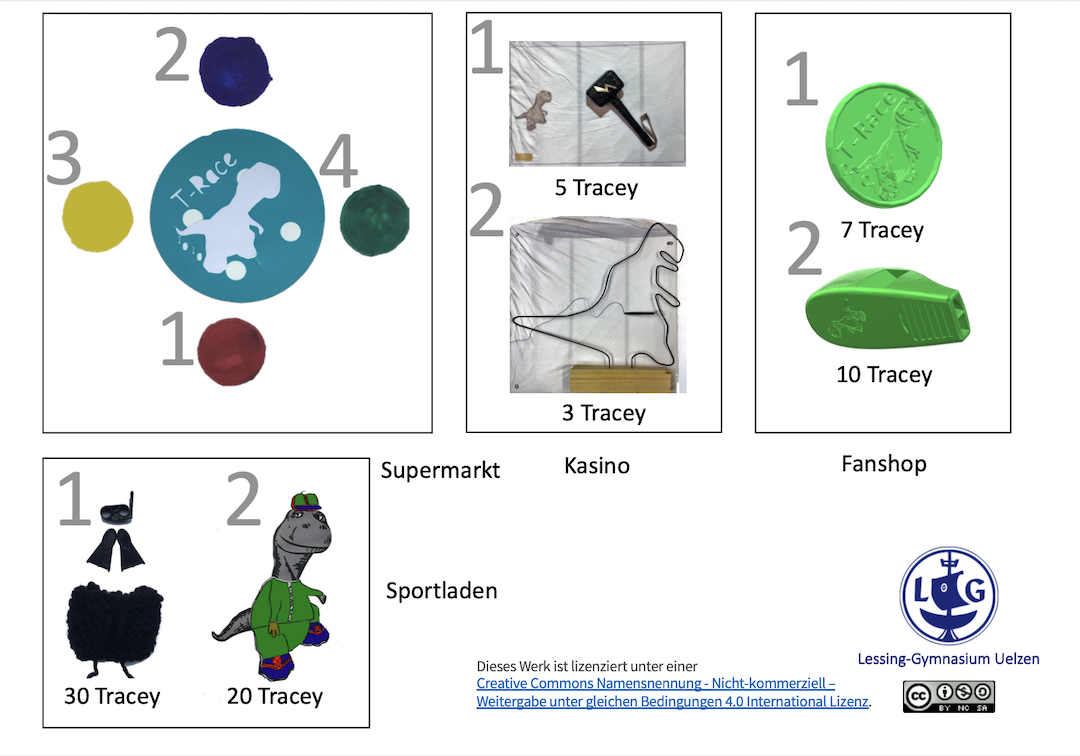 2
3
4
T-Race
1
Supermarkt
1
5 Tracey
2
3 Tracey
Kasino
1
T-Race
7 Tracey
2
10 Tracey
Fanshop
1
30 Tracey
2
20 Tracey
Sportladen
Dieses Werk ist lizenziert unter einer
Creative Commons Namensnennung - Nicht-kommerziell –
Weitergabe unter gleichen Bedingungen 4.0 International Lizenz.
L G
Lessing-Gymnasium Uelzen
cc
BY NC SA